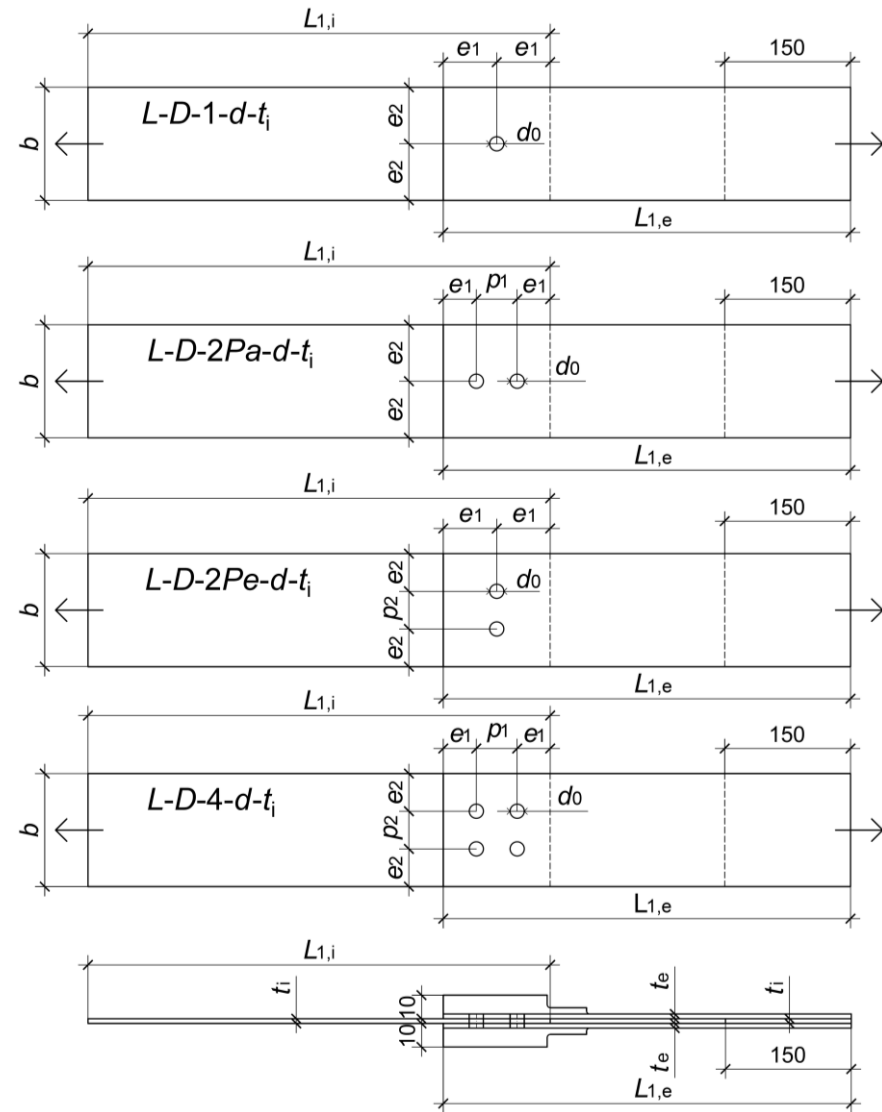 L1,i
e1 e1 150
L-D-1-d-ti
b
e2
e2
d0
L1,e
L1,i
e1 p1 e1 150
L-D-2Pa-d-ti
b
e2
e2
d0
L1,e
L1,i
e1 e1 150
L-D-2Pe-d-ti
b
e2
p2
e2
d0
L1,e
L1,i
e1 p1 e1 150
L-D-4-d-ti
b
e2
p2
e2
d0
L1,e
L1,i
ti
10
10
te
te
ti
150
L1,e